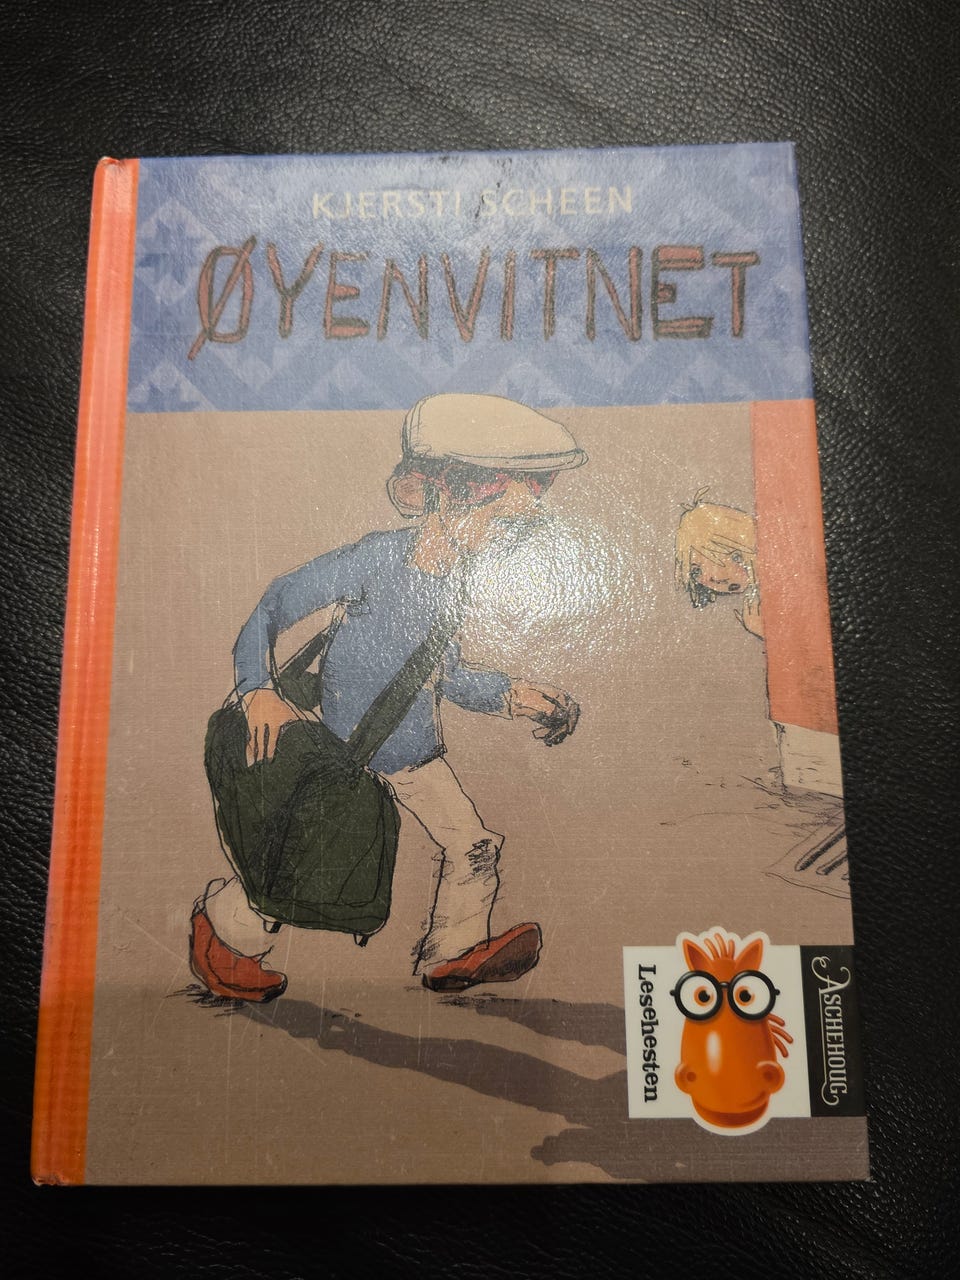 KJERSTI SCHEEN
ØYENVITNET
Lesehesten
ASCHEHOUG